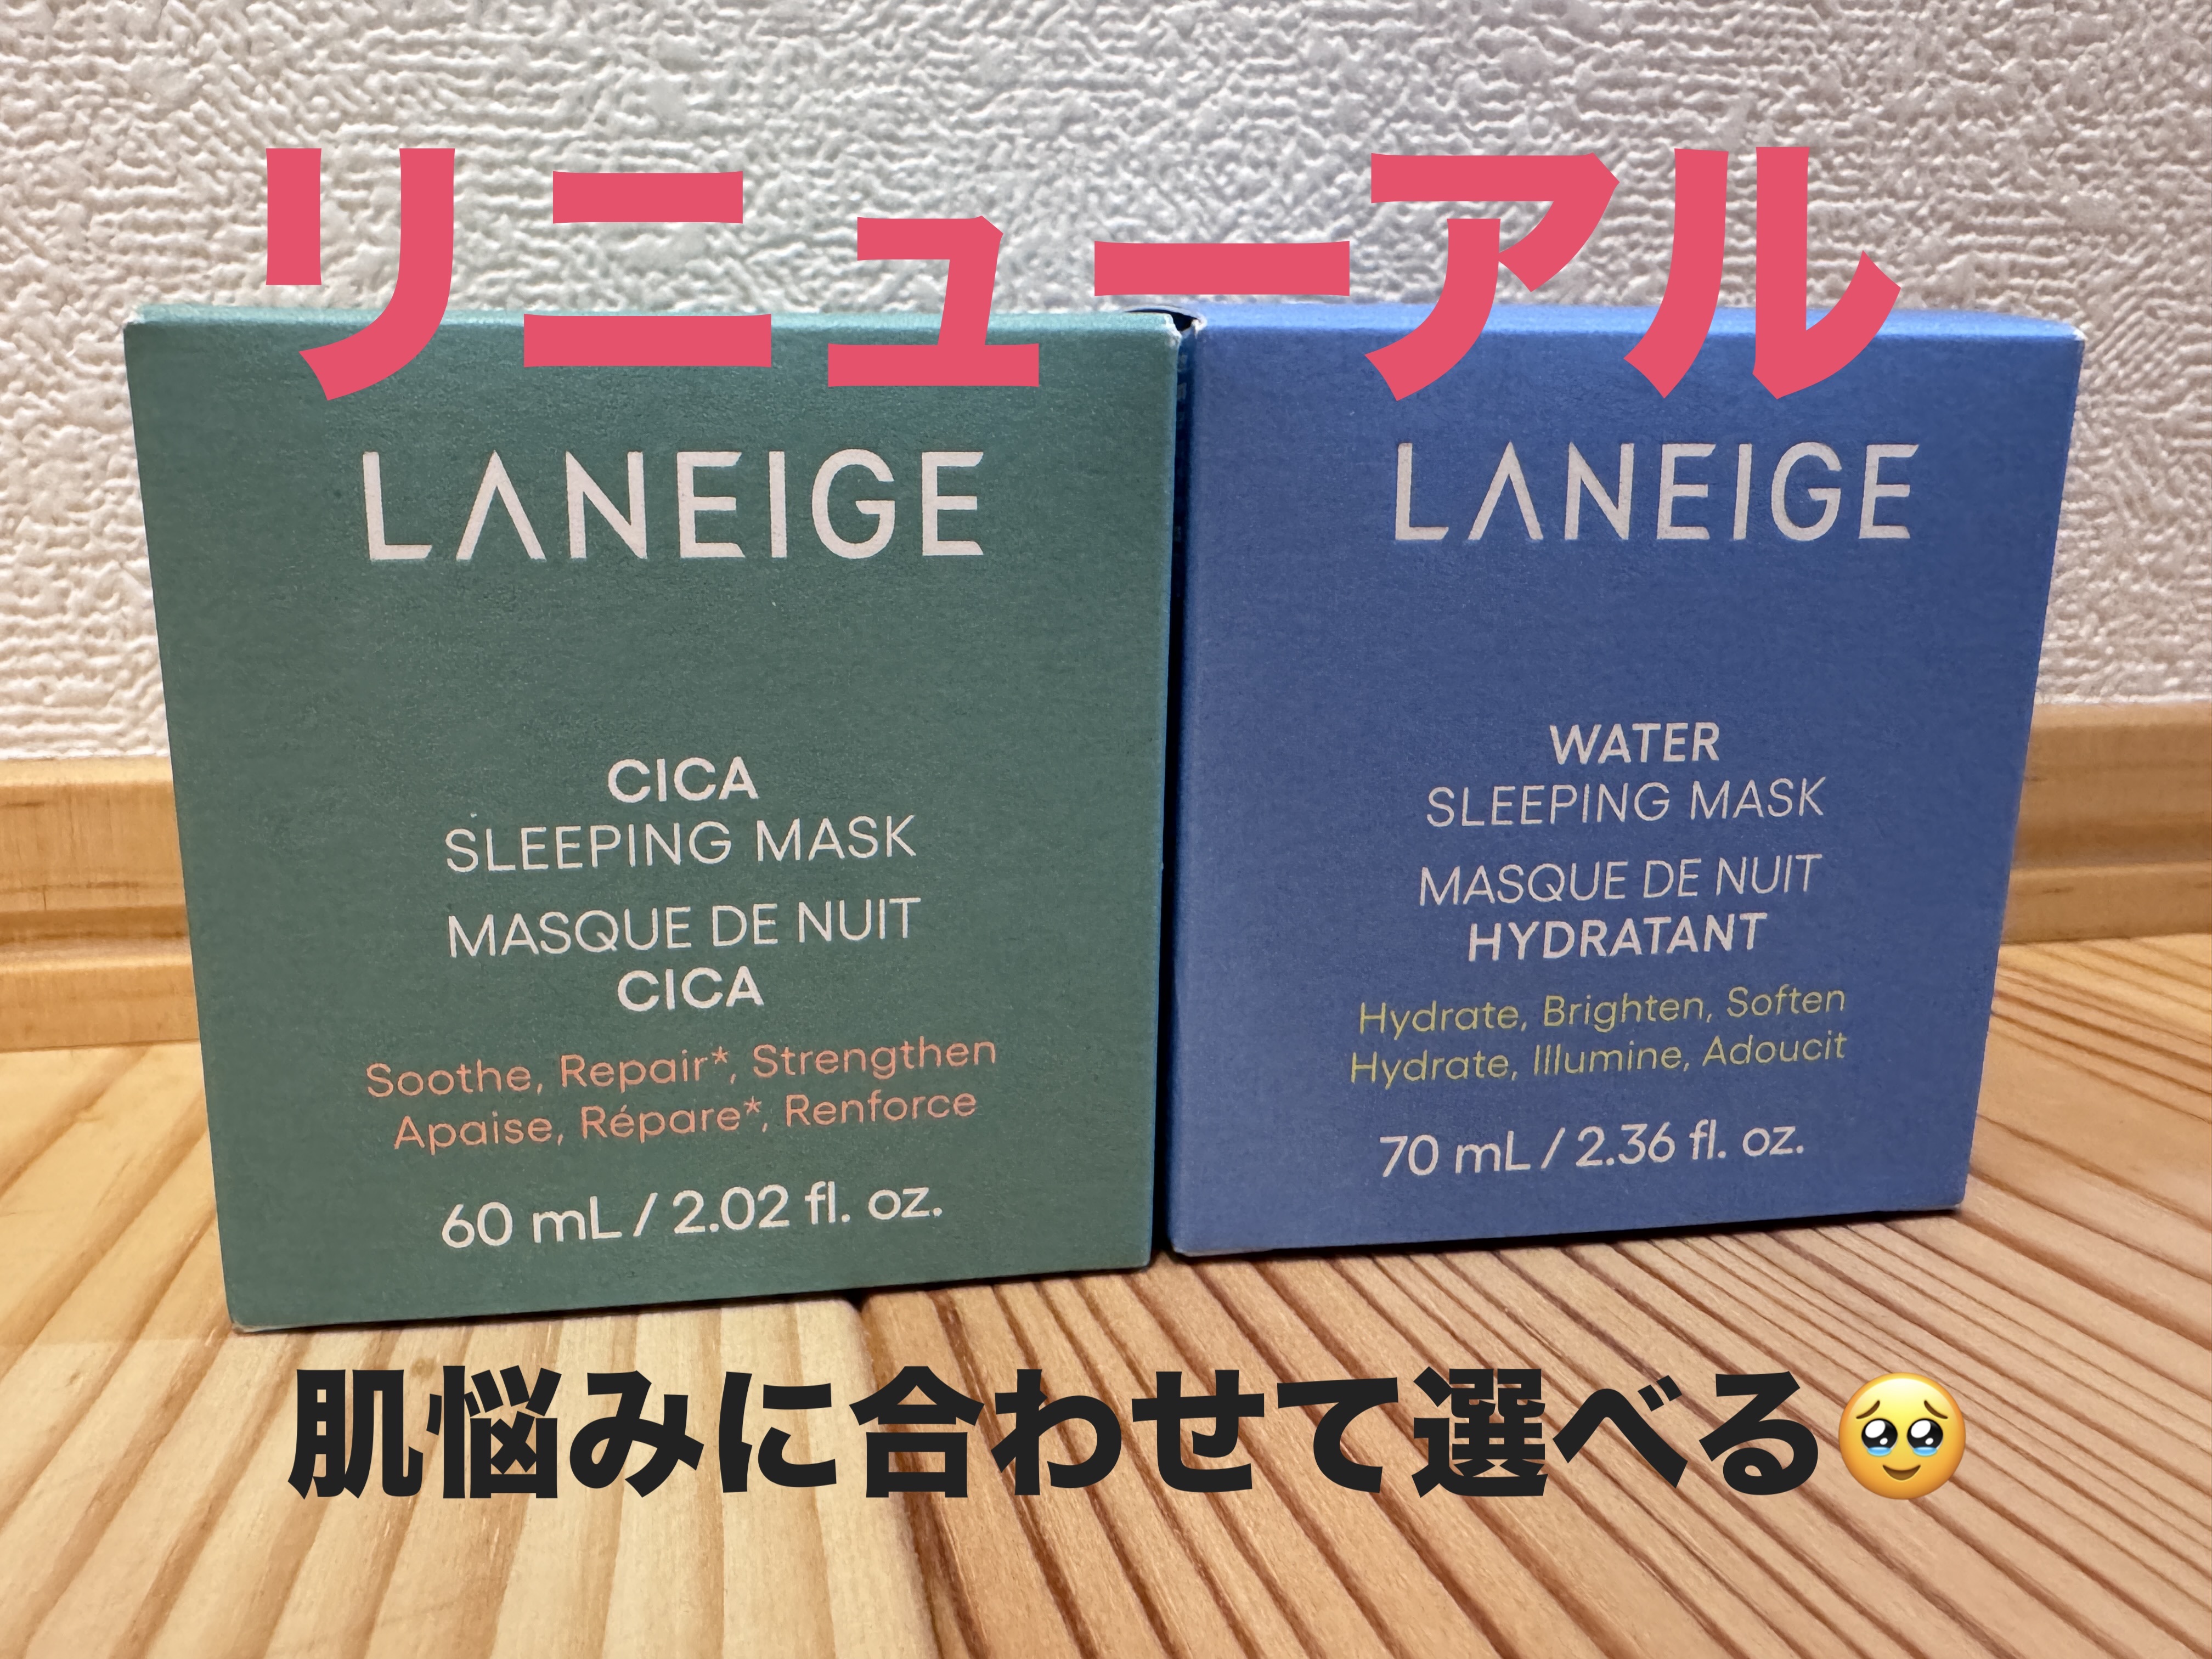 リニューアル
LANEIGE
CICA
SLEEPING MASK
MASQUE DE NUIT
CICA
Soothe, Repair*, Strengthen
Apaise, Répare*, Renforce
60 mL / 2.02 fl. oz.
LANEIGE
WATER
SLEEPING MASK
MASQUE DE NUIT
HYDRATANT
Hydrate, Brighten, Soften
Hydrate, Illumine, Adoucit
70 mL / 2.36 fl. oz.
肌悩みに合わせて選べる🥹